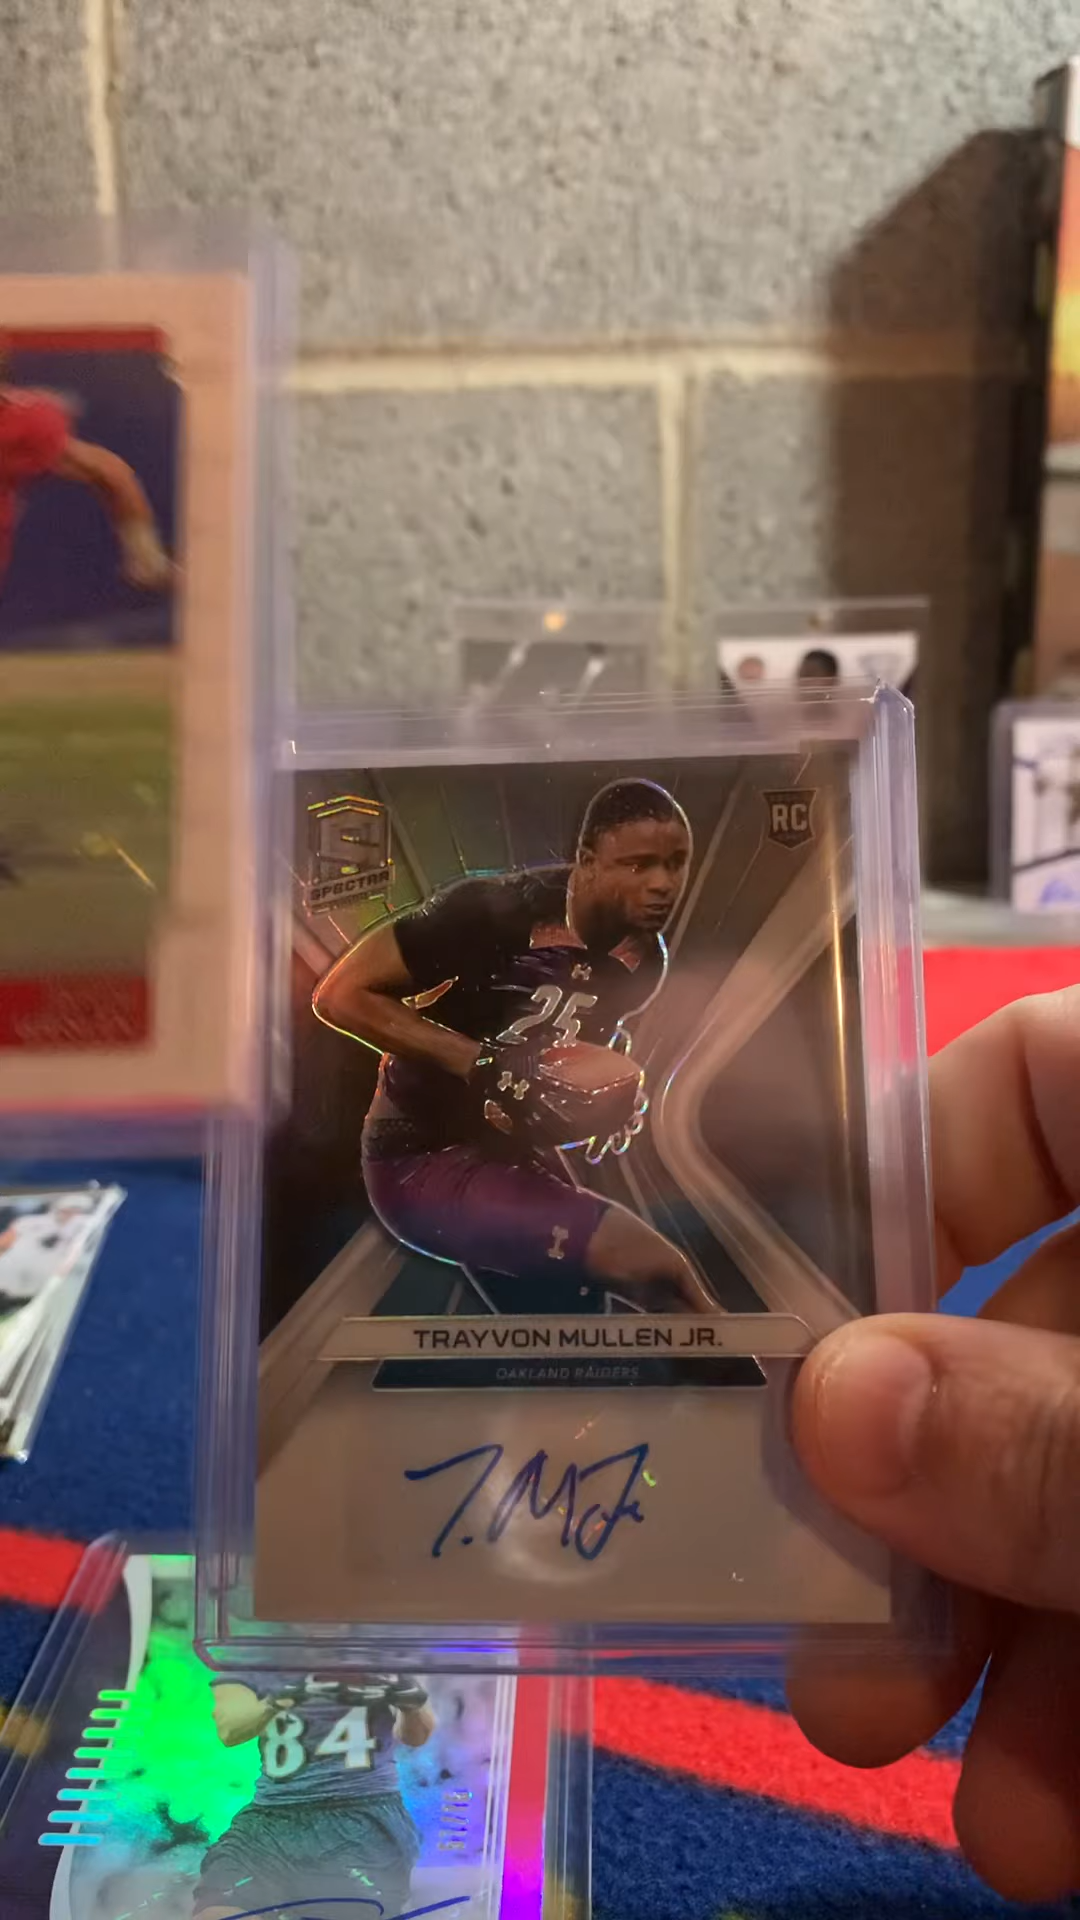 SPECTRA
RC
25
TRAYVON MULLEN JR.
OAKLAND RAIDERS
84